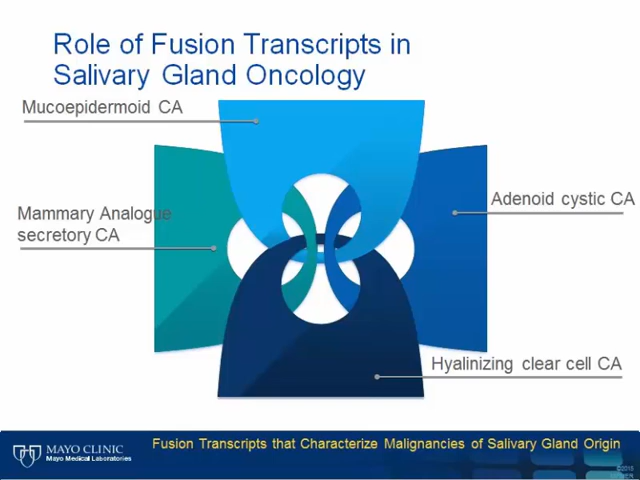 Role of Fusion Transcripts in
Salivary Gland Oncology
Mucoepidermoid CA
Adenoid cystic CA
Mammary Analogue
secretory CA
Hyalinizing clear cell CA
Fusion Transcripts that Characterize Malignancies of Salivary Gland Origin
MAYO CLINIC
Mayo Medical Laboratories